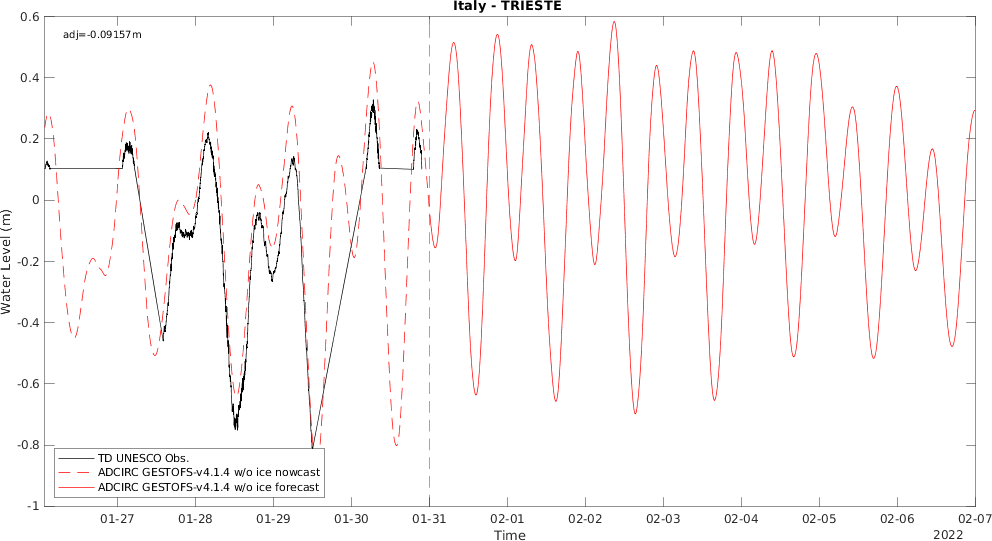 Italy - TRIESTE
adj=-0.09157m
Water Level (m)
0.6
0.4
0.2
0
-0.2
-0.4
-0.6
-0.8
-1
TD UNESCO Obs.
ADCIRC GESTOFS-v4.1.4 w/o ice nowcast
ADCIRC GESTOFS-v4.1.4 w/o ice forecast
01-27 01-28 01-29 01-30 01-31 02-01 02-02 02-03 02-04 02-05 02-06 02-07
Time
2022